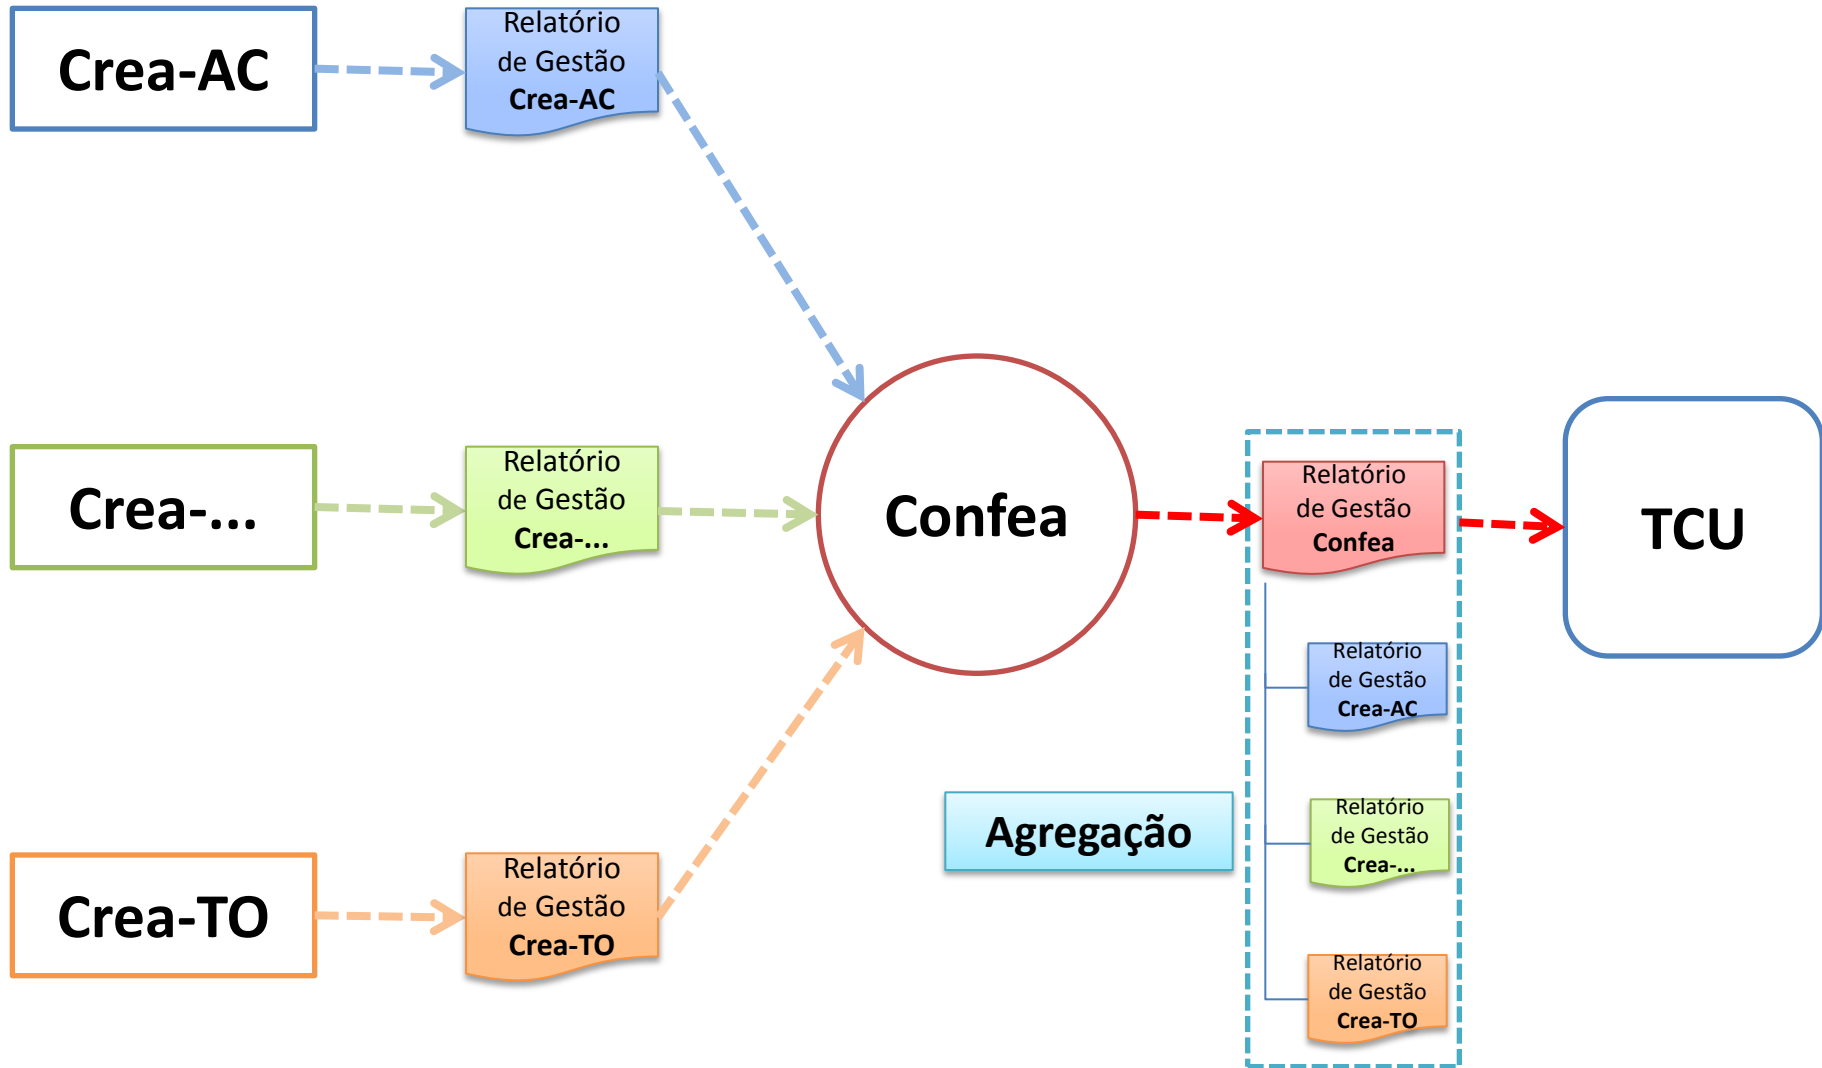 Crea-AC
Relatório
de Gestão
Crea-AC
Crea-...
Relatório
de Gestão
Crea-...
Crea-TO
Relatório
de Gestão
Crea-TO
Confea
Agregação
Relatório
de Gestão
Confea
Relatório
de Gestão
Crea-AC
Relatório
de Gestão
Crea-...
Relatório
de Gestão
Crea-TO
TCU